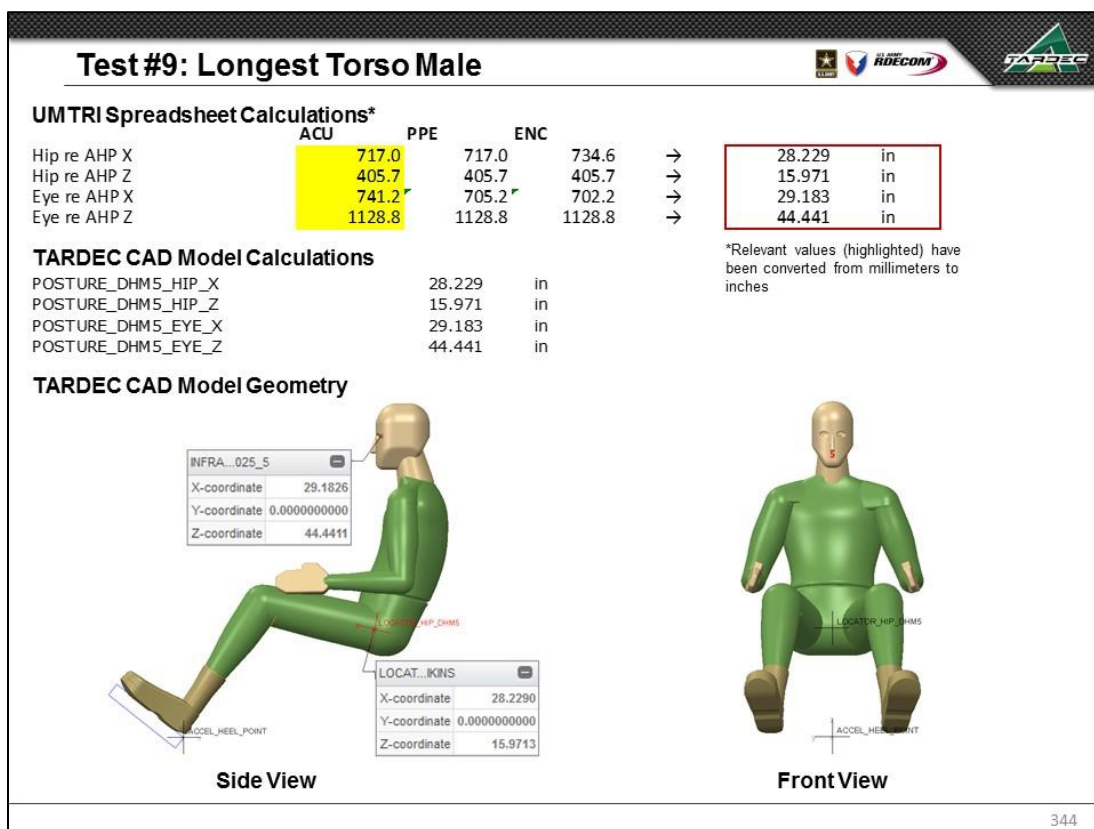 Test #9: Longest Torso Male
U.S. ARMY
U.S. ARMY
RDECOM
TARDEC
UMTRI Spreadsheet Calculations*
ACU PPE ENC
Hip re AHP X 717.0 717.0 734.6 → 28.229 in
Hip re AHP Z 405.7 405.7 405.7 → 15.971 in
Eye re AHP X 741.2 705.2 702.2 → 29.183 in
Eye re AHP Z 1128.8 1128.8 1128.8 → 44.441 in
*Relevant values (highlighted) have
been converted from millimeters to
inches
TARDEC CAD Model Calculations
POSTURE_DHM5_HIP_X 28.229 in
POSTURE_DHM5_HIP_Z 15.971 in
POSTURE_DHM5_EYE_X 29.183 in
POSTURE_DHM5_EYE_Z 44.441 in
TARDEC CAD Model Geometry
INFRA...025_5
X-coordinate 29.1826
Y-coordinate 0.0000000000
Z-coordinate 44.4411
LOCATOR_HIP_DHM5
LOCAT...IKINS
X-coordinate 28.2290
Y-coordinate 0.0000000000
Z-coordinate 15.9713
ACCEL_HEEL_POINT
5
LOCATOR_HIP_DHM5
ACCEL_HEEL_POINT
Side View
Front View
344